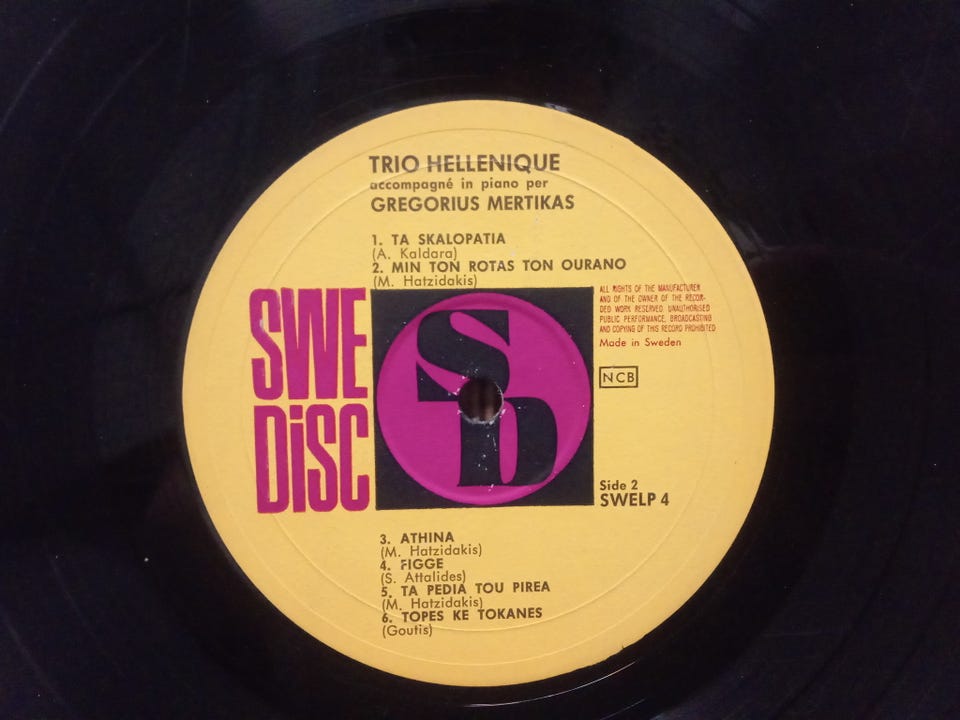 TRIO HELLENIQUE
accompagné in piano per
GREGORIUS MERTIKAS
1. TA SKALOPATIA
(A. Kaldara)
2. MIN TON ROTAS TON OURANO
(M. Hatzidakis)
SWE
DiSC
SD
ALL RIGHTS OF THE MANUFACTURER
AND OF THE OWNER OF THE RECOR-
DED WORK RESERVED. UNAUTHORISED
PUBLIC PERFORMANCE, BROADCASTING
AND COPYING OF THIS RECORD PROHIBITED
Made in Sweden
NCB
Side 2
SWELP 4
3. ATHINA
(M. Hatzidakis)
4. FIGGE
(S. Attalides)
5. TA PEDIA TOU PIREA
(M. Hatzidakis)
6. TOPES KE TOKANES
(Goutis)